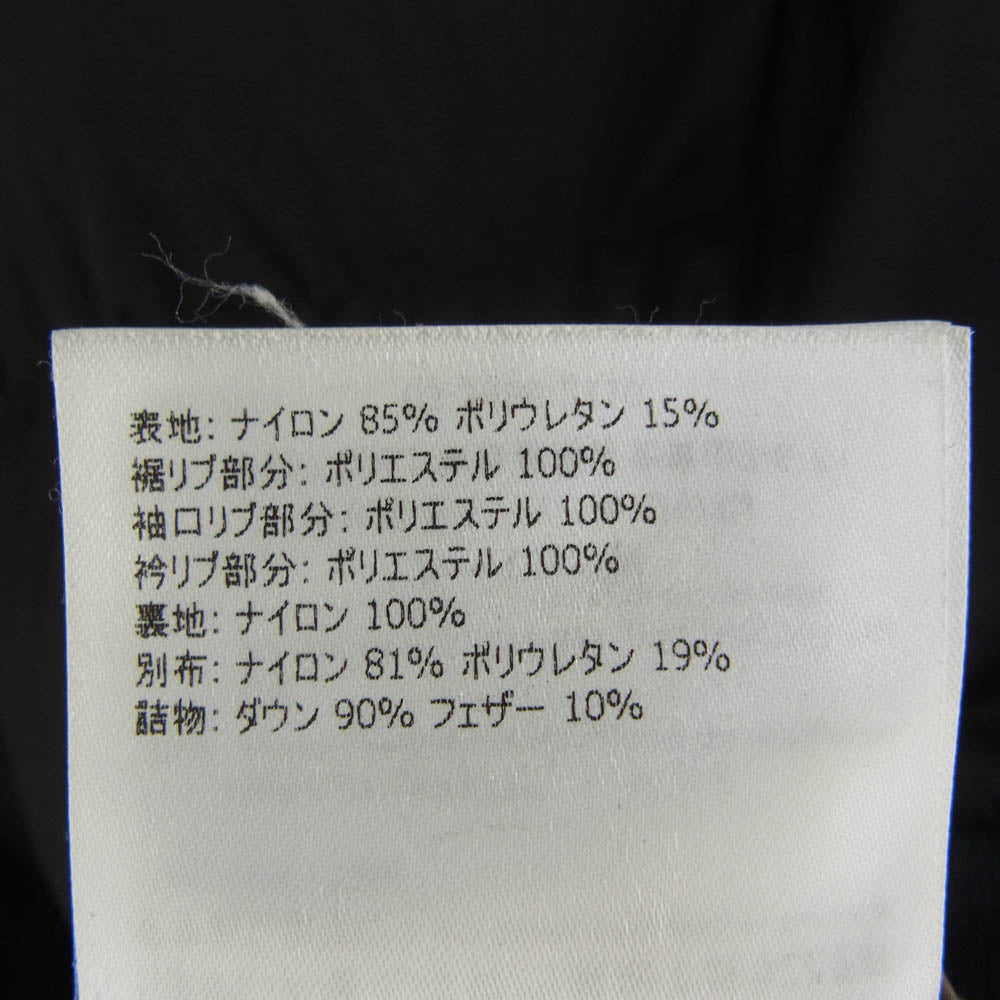 表地: ナイロン 85% ポリウレタン 15%
裾リブ部分: ポリエステル 100%
袖口リブ部分: ポリエステル 100%
衿リブ部分: ポリエステル 100%
裏地: ナイロン 100%
別布: ナイロン 81% ポリウレタン 19%
詰物: ダウン 90% フェザー 10%